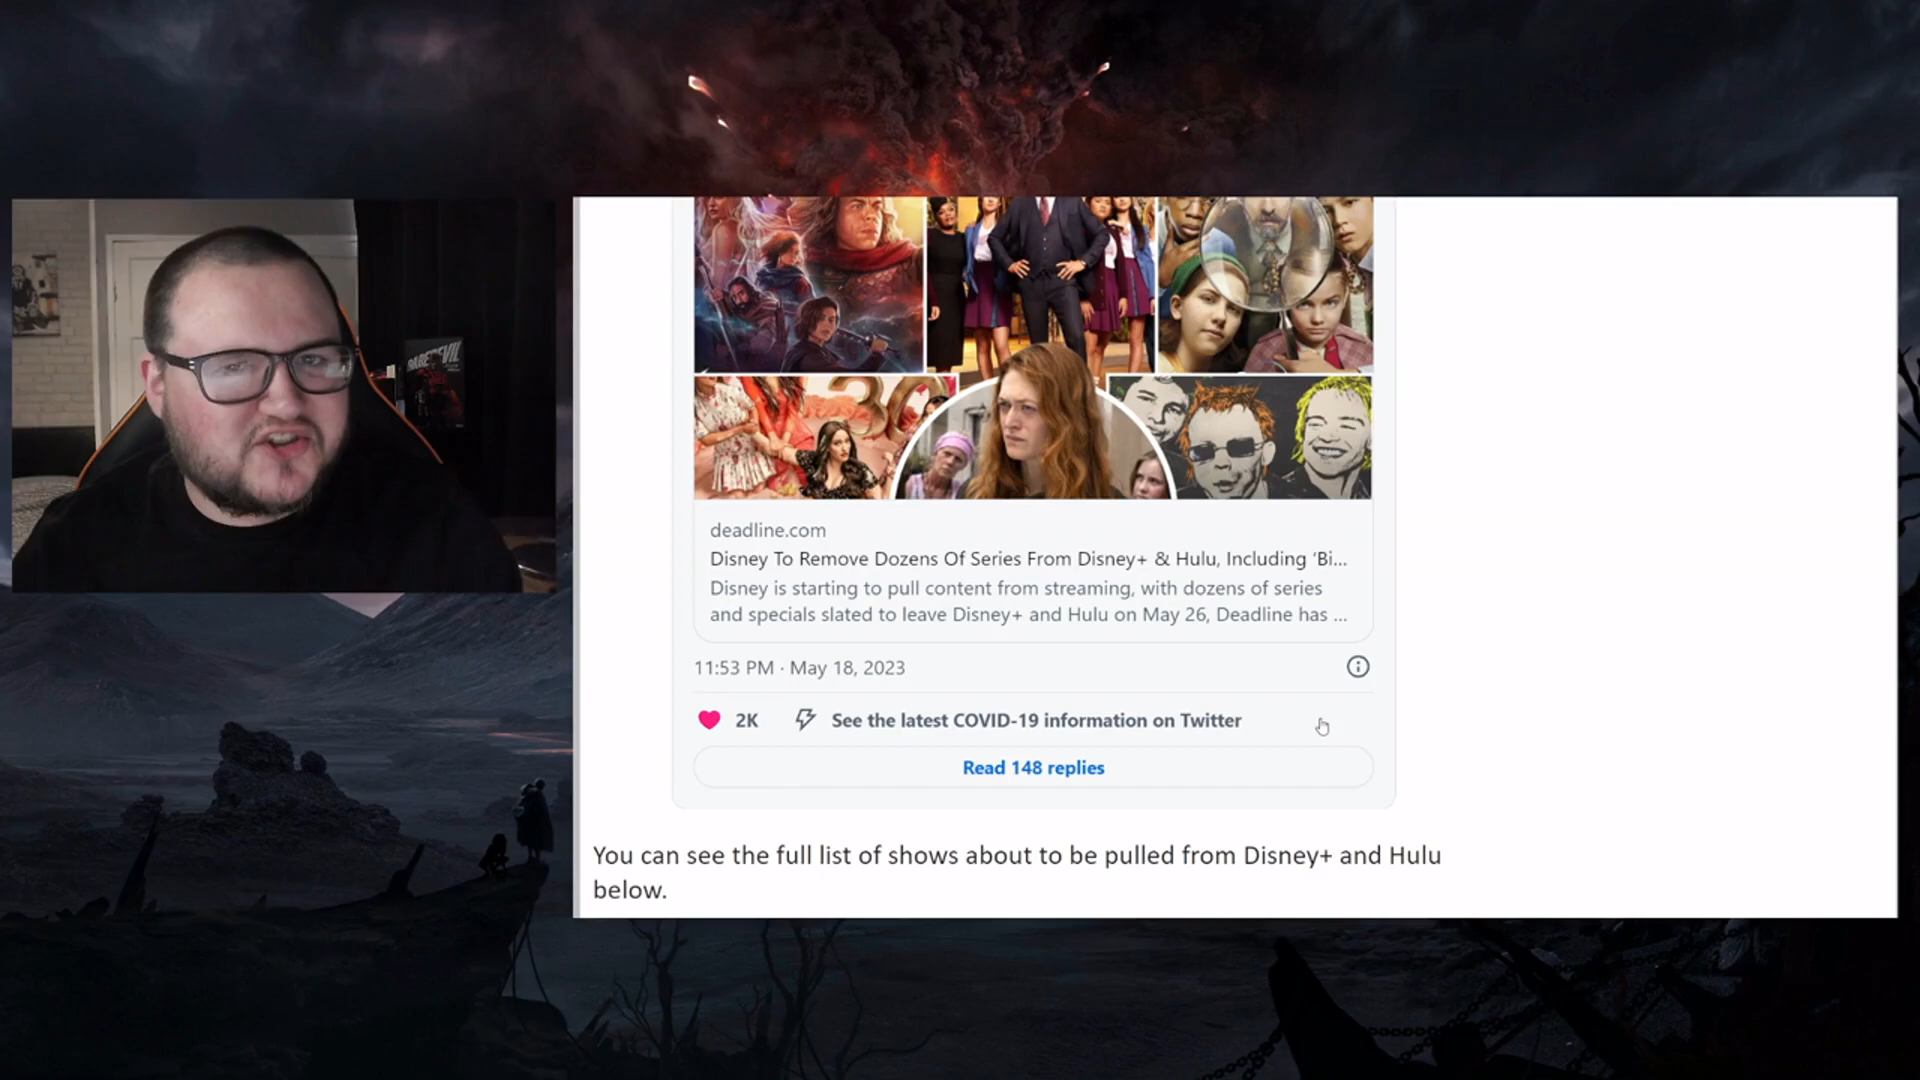 DAREDEVIL
30
deadline.com
Disney To Remove Dozens Of Series From Disney+ & Hulu, Including ‘Bi...
Disney is starting to pull content from streaming, with dozens of series
and specials slated to leave Disney+ and Hulu on May 26, Deadline has ...
11:53 PM · May 18, 2023
2K
See the latest COVID-19 information on Twitter
Read 148 replies
You can see the full list of shows about to be pulled from Disney+ and Hulu
below.